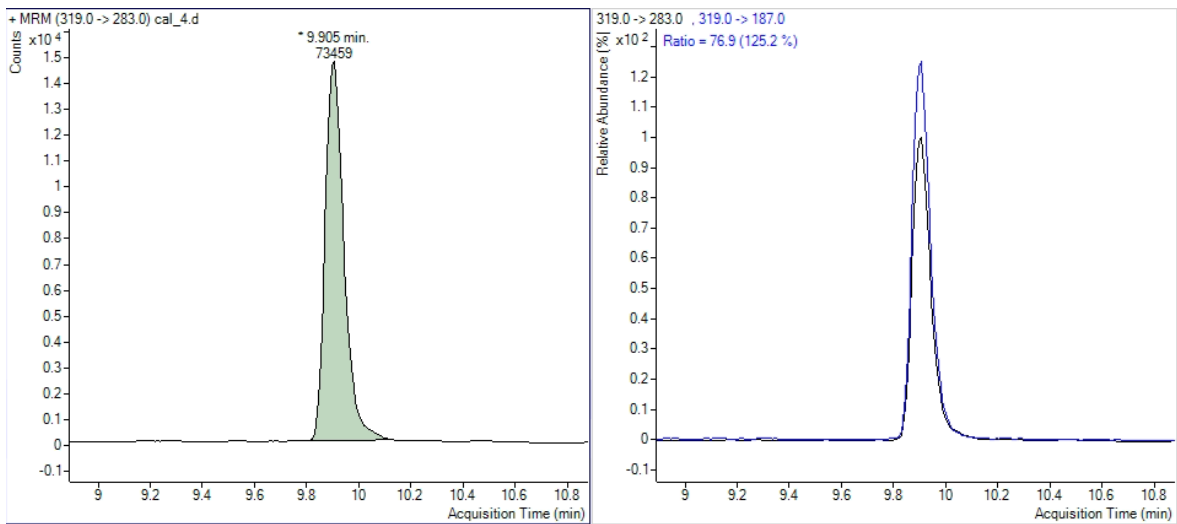 + MRM (319.0 -> 283.0) cal_4.d
Counts
x10⁴
* 9.905 min.
73459
1.5
1.4
1.3
1.2
1.1
1
0.9
0.8
0.7
0.6
0.5
0.4
0.3
0.2
0.1
0
-0.1
9 9.2 9.4 9.6 9.8 10 10.2 10.4 10.6 10.8
Acquisition Time (min)
319.0 -> 283.0 , 319.0 -> 187.0
Relative Abundance (%)
x10²
Ratio = 76.9 (125.2 %)
1.2
1.1
1
0.9
0.8
0.7
0.6
0.5
0.4
0.3
0.2
0.1
0
-0.1
9 9.2 9.4 9.6 9.8 10 10.2 10.4 10.6 10.8
Acquisition Time (min)